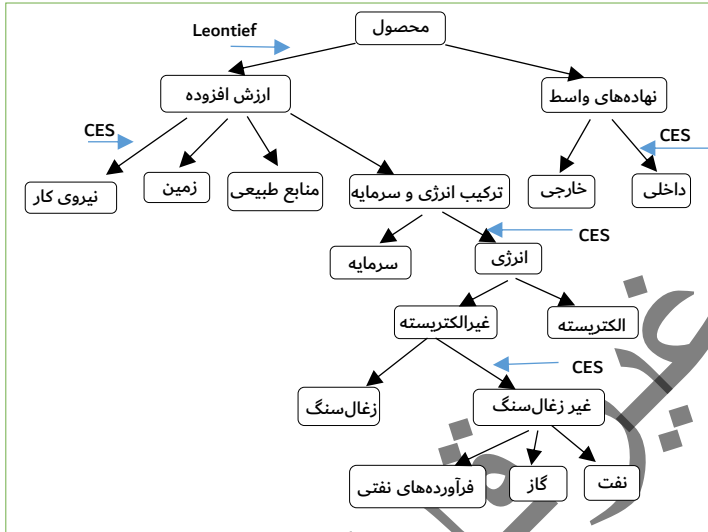 محصول
Leontief
ارزش افزوده
نهاده‌های واسط
CES
CES
نیروی کار
زمین
منابع طبیعی
ترکیب انرژی و سرمایه
خارجی
داخلی
CES
سرمایه
انرژی
غیرالکتریسته
الکتریسته
CES
زغال‌سنگ
غیر زغال‌سنگ
فرآورده‌های نفتی
گاز
نفت